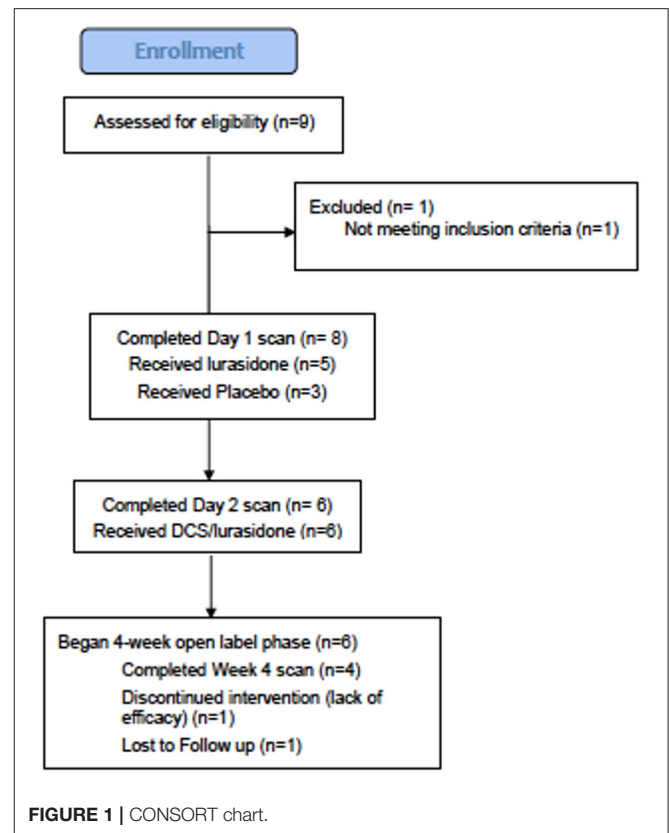 Enrollment
Assessed for eligibility (n=9)
Excluded (n= 1)
Not meeting inclusion criteria (n=1)
Completed Day 1 scan (n= 8)
Received lurasidone (n=5)
Received Placebo (n=3)
Completed Day 2 scan (n= 6)
Received DCS/lurasidone (n=6)
Began 4-week open label phase (n=6)
Completed Week 4 scan (n=4)
Discontinued intervention (lack of
efficacy) (n=1)
Lost to Follow up (n=1)
FIGURE 1 | CONSORT chart.